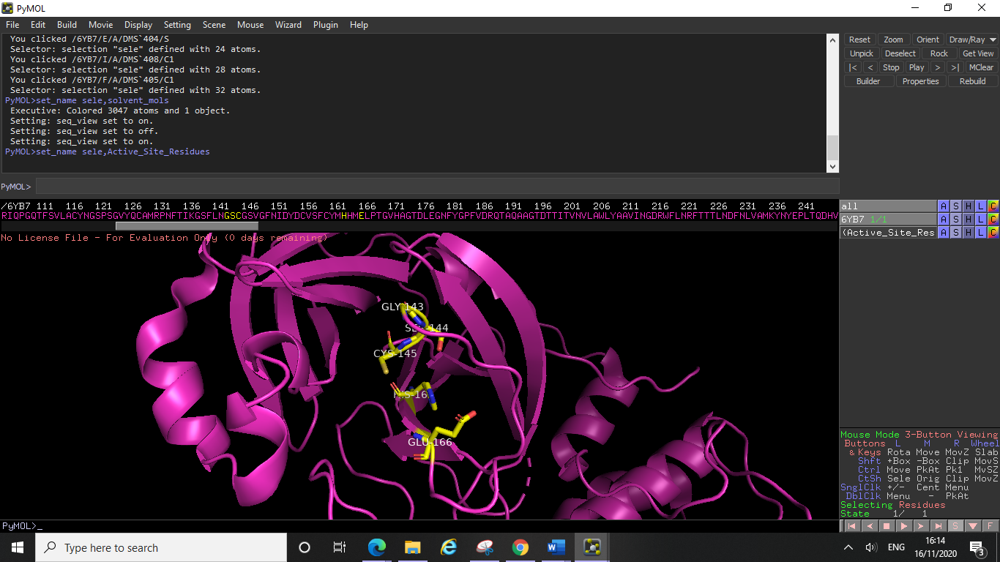 PyMOL
File Edit Build Movie Display Setting Scene Mouse Wizard Plugin Help
You clicked /6YB7/E/A/DMS`404/S
Selector: selection "sele" defined with 24 atoms.
You clicked /6YB7/I/A/DMS`408/C1
Selector: selection "sele" defined with 28 atoms.
You clicked /6YB7/F/A/DMS`405/C1
Selector: selection "sele" defined with 32 atoms.
PyMOL>set_name sele,solvent_mols
Executive: Colored 3047 atoms and 1 object.
Setting: seq_view set to on.
Setting: seq_view set to off.
Setting: seq_view set to on.
PyMOL>set_name sele,Active_Site_Residues
PyMOL>
Reset Zoom Orient Draw/Ray
Unpick Deselect Rock Get View
|< < Stop Play > >| MClear
Builder Properties Rebuild
/6YB7 111 116 121 126 131 136 141 146 151 156 161 166 171 176 181 186 191 196 201 206 211 216 221 226 231 236 241
RIQPGQTFSVLACYNGSPSGVYQCAMRPNFTIKGSFLNGSCGSVGFNIDYDCVSFCYMHHMELPTGVHAGTDLEGNFYGPFVDRQTAQAAGTDTTITVNVLAWLYAAVINGDRWFLNRFTTTLNDFNLVAMKYNYEPLTQDHV
No License File - For Evaluation Only (0 days remaining)
all A S H L C
6YB7 1/1 A S H L C
(Active_Site_Res A S H L C
GLY-143
144
CYS-145
GLU-166
Mouse Mode 3-Button Viewing
Buttons L M R Wheel
& Keys Rota Move MovZ Slab
Shft +Box -Box Clip MovS
Ctrl Move PkAt Pk1 MvSZ
CtSh Sele Orig Clip MovZ
SnglClk +/- Cent Menu
DblClk Menu - PkAt
Selecting Residues
State 1/ 1
S F
PyMOL>_
Type here to search
ENG
16:14
16/11/2020
3